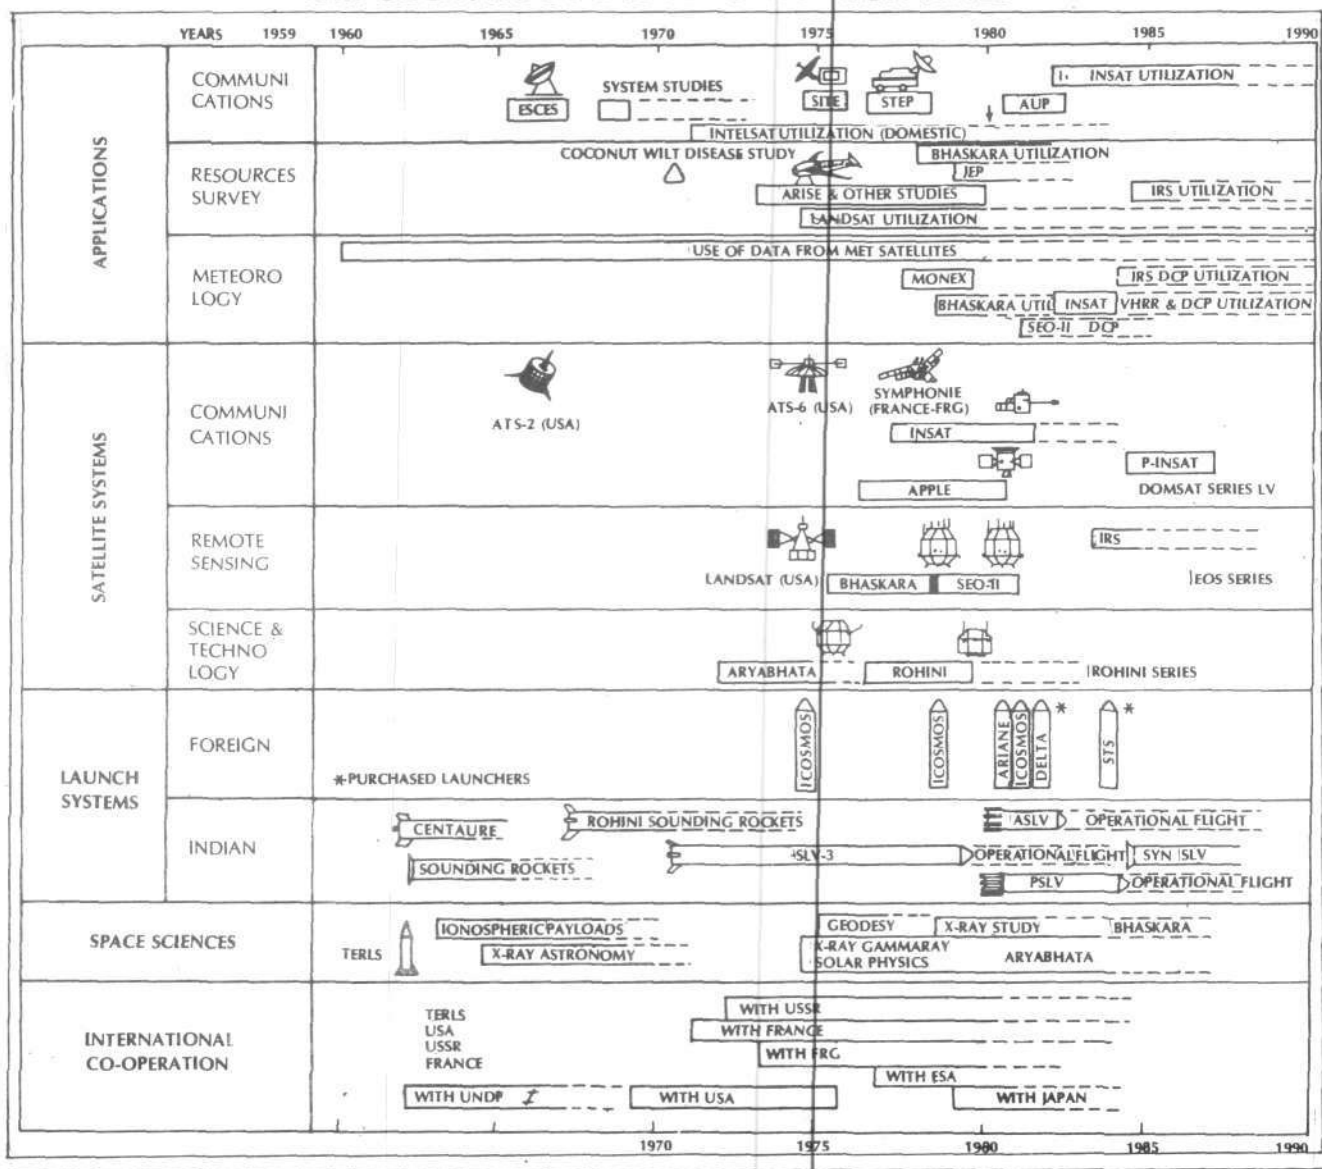 YEARS 1959 1960 1965 1970 1975 1980 1985 1990
APPLICATIONS
COMMUNI
CATIONS
ESCES
SYSTEM STUDIES
SITE
STEP
AUP
INSAT UTILIZATION
INTELSAT UTILIZATION (DOMESTIC)
RESOURCES
SURVEY
COCONUT WILT DISEASE STUDY
BHASKARA UTILIZATION
JEP
ARISE & OTHER STUDIES
IRS UTILIZATION
LANDSAT UTILIZATION
METEORO
LOGY
USE OF DATA FROM MET SATELLITES
MONEX
IRS DCP UTILIZATION
BHASKARA UTIL
INSAT
VHRR & DCP UTILIZATION
SEO-II DCP
SATELLITE SYSTEMS
COMMUNI
CATIONS
ATS-2 (USA)
ATS-6 (USA)
SYMPHONIE
(FRANCE-FRG)
INSAT
P-INSAT
APPLE
DOMSAT SERIES LV
REMOTE
SENSING
LANDSAT (USA)
BHASKARA
SEO-II
IRS
EOS SERIES
SCIENCE &
TECHNO
LOGY
ARYABHATA
ROHINI
ROHINI SERIES
LAUNCH
SYSTEMS
FOREIGN
*PURCHASED LAUNCHERS
ICOSMOS
ICOSMOS
ARIANE
ICOSMOS
DELTA
*
STS
*
INDIAN
CENTAURE
ROHINI SOUNDING ROCKETS
ASLV
OPERATIONAL FLIGHT
SOUNDING ROCKETS
SLV-3
OPERATIONAL FLIGHT
SYN SLV
PSLV
OPERATIONAL FLIGHT
SPACE SCIENCES
TERLS
IONOSPHERIC PAYLOADS
X-RAY ASTRONOMY
GEODESY
X-RAY STUDY
BHASKARA
X-RAY GAMMARAY
SOLAR PHYSICS
ARYABHATA
INTERNATIONAL
CO-OPERATION
TERLS
USA
USSR
FRANCE
WITH USSR
WITH FRANCE
WITH FRG
WITH ESA
WITH UNDP
WITH USA
WITH JAPAN
1970 1975 1980 1985 1990